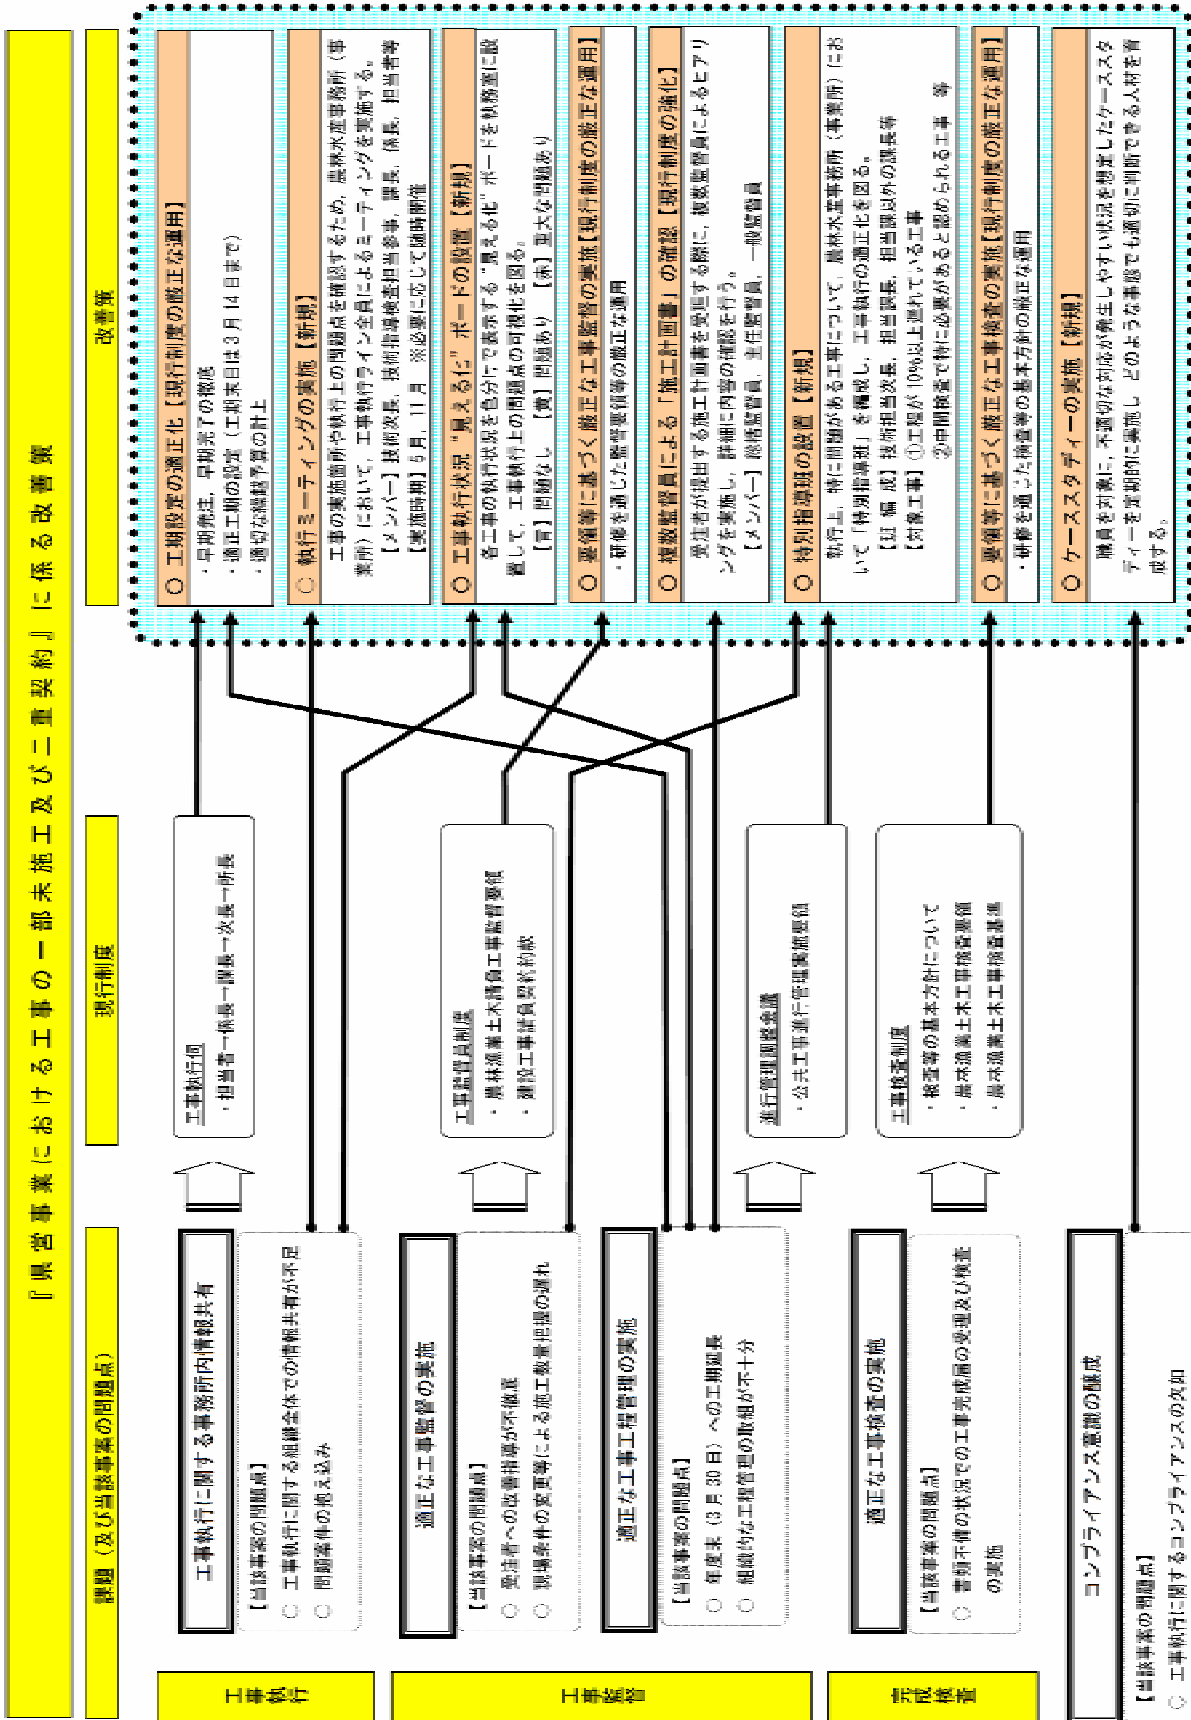 『県営事業における工事の一部未施工及び二重契約』に係る改善策
課題（及び当該事案の問題点）
現行制度
改善策
工事執行
工事執行に関する事務所内情報共有
【当該事案の問題点】
○ 工事執行に関する組織全体での情報共有が不足
○ 問題案件の抱え込み
工事執行伺
・担当者→係長→課長→次長→所長
工事監督
適正な工事監督の実施
【当該事案の問題点】
○ 受注者への改善指導が不徹底
○ 現場条件の変更等による施工数量把握の遅れ
適正な工事工程管理の実施
【当該事案の問題点】
○ 年度末（3月30日）への工期延長
○ 組織的な工程管理の取組が不十分
工事監督員制度
・農林漁業土木請負工事監督要領
・建設工事請負契約約款
進行管理調整会議
・公共工事進行管理実施要領
完成検査
適正な工事検査の実施
【当該事案の問題点】
○ 書類不備の状況での工事完成届の受理及び検査
の実施
工事検査制度
・検査等の基本方針について
・農林漁業土木工事検査要領
・農林漁業土木工事検査基準
コンプライアンス意識の醸成
【当該事案の問題点】
○ 工事執行に関するコンプライアンスの欠如
○ 工期設定の適正化【現行制度の厳正な運用】
・早期発注，早期完了の徹底
・適正工期の設定（工期末日は3月14日まで）
・適切な繰越予算の計上
○ 執行ミーティングの実施【新規】
工事の実施箇所や執行上の問題点を確認するため，農林水産事務所（事
業所）において，工事執行ライン全員によるミーティングを実施する。
【メンバー】技術次長，技術指導検査担当参事，課長，係長，担当者等
【実施時期】5月，11月 ※必要に応じて随時開催
○ 工事執行状況“見える化”ボードの設置【新規】
各工事の執行状況を色分けで表示する“見える化”ボードを執務室に設
置して，工事執行上の問題点の可視化を図る。
【青】問題なし 【黄】問題あり 【赤】重大な問題あり
○ 要領等に基づく厳正な工事監督の実施【現行制度の厳正な運用】
・研修を通じた監督要領等の厳正な運用
○ 複数監督員による「施工計画書」の確認【現行制度の強化】
受注者が提出する施工計画書を受理する際に，複数監督員によるヒアリ
ングを実施し，詳細に内容の確認を行う。
【メンバー】総括監督員，主任監督員，一般監督員
○ 特別指導班の設置【新規】
執行上，特に問題がある工事について，農林水産事務所（事業所）にお
いて「特別指導班」を編成し，工事執行の適正化を図る。
【班編成】技術担当次長，担当課長，担当課以外の課長等
【対象工事】①工程が10%以上遅れている工事
②中間検査で特に必要があると認められる工事 等
○ 要領等に基づく厳正な工事検査の実施【現行制度の厳正な運用】
・研修を通じた検査等の基本方針の厳正な運用
○ ケーススタディーの実施【新規】
職員を対象に，不適切な対応が発生しやすい状況を想定したケーススタ
ディーを定期的に実施し，どのような事態でも適切に判断できる人材を育
成する。